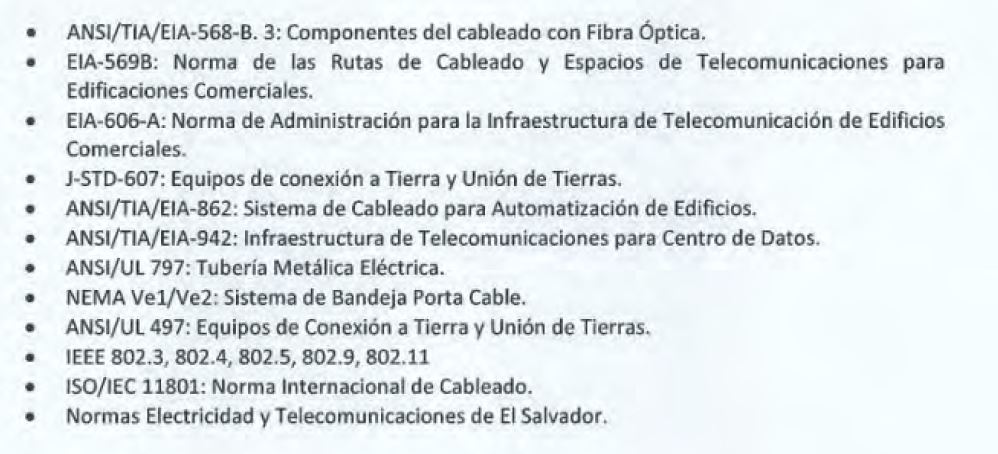 • ANSI/TIA/EIA-568-B. 3: Componentes del cableado con Fibra Óptica.
• EIA-569B: Norma de las Rutas de Cableado y Espacios de Telecomunicaciones para
Edificaciones Comerciales.
• EIA-606-A: Norma de Administración para la Infraestructura de Telecomunicación de Edificios
Comerciales.
• J-STD-607: Equipos de conexión a Tierra y Unión de Tierras.
• ANSI/TIA/EIA-862: Sistema de Cableado para Automatización de Edificios.
• ANSI/TIA/EIA-942: Infraestructura de Telecomunicaciones para Centro de Datos.
• ANSI/UL 797: Tubería Metálica Eléctrica.
• NEMA Ve1/Ve2: Sistema de Bandeja Porta Cable.
• ANSI/UL 497: Equipos de Conexión a Tierra y Unión de Tierras.
• IEEE 802.3, 802.4, 802.5, 802.9, 802.11
• ISO/IEC 11801: Norma Internacional de Cableado.
• Normas Electricidad y Telecomunicaciones de El Salvador.